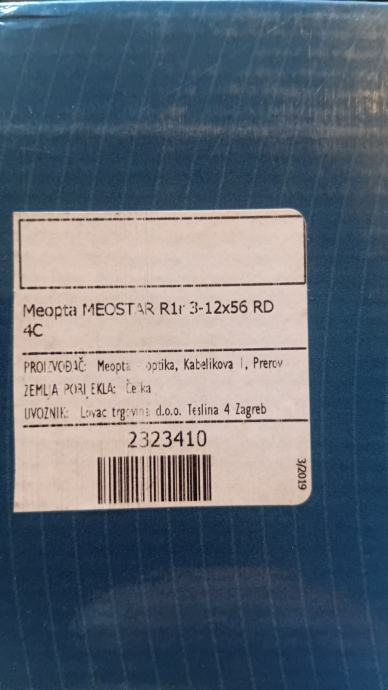 Meopta MEOSTAR R1r 3-12x56 RD
4C
PROIZVOĐAČ: Meopta optika, Kabelikova 1, Prerov
ZEMLJA PORIJEKLA: Češka
UVOZNIK: Lovac trgovina d.o.o. Teslina 4 Zagreb
2323410
3/2019